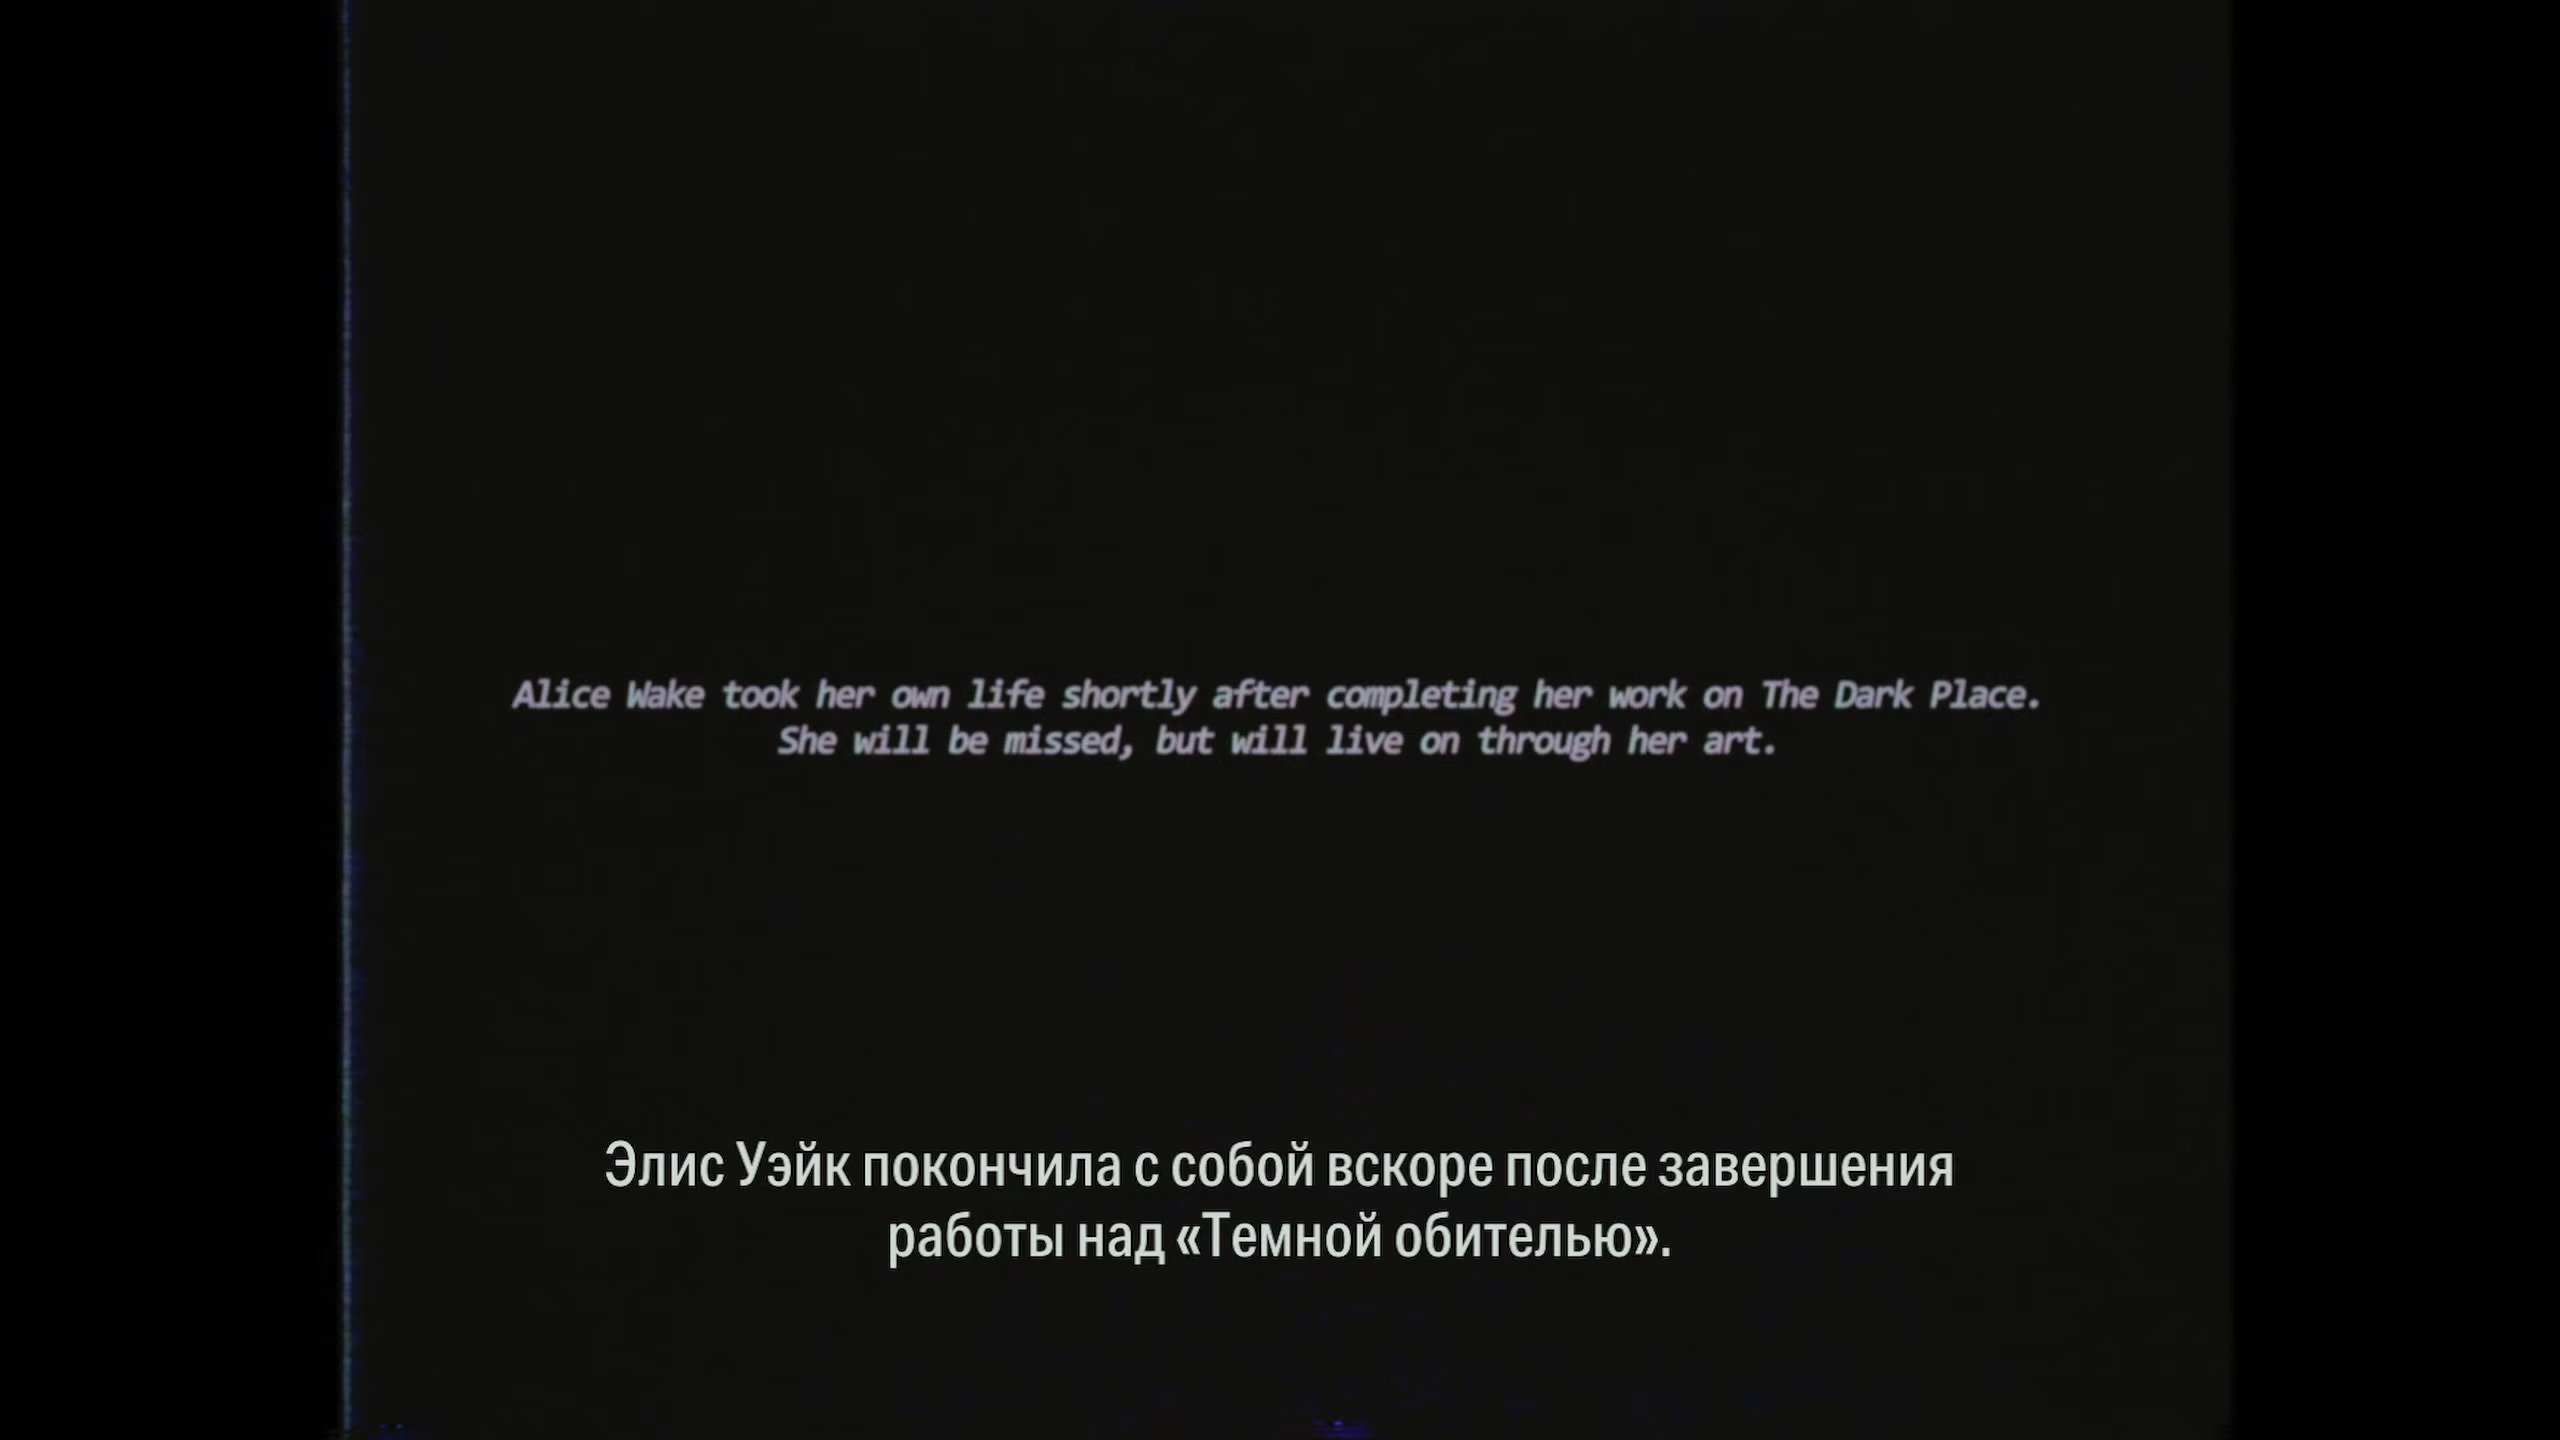 Alice Wake took her own life shortly after completing her work on The Dark Place.
She will be missed, but will live on through her art.
Элис Уэйк покончила с собой вскоре после завершения
работы над «Темной обителью».